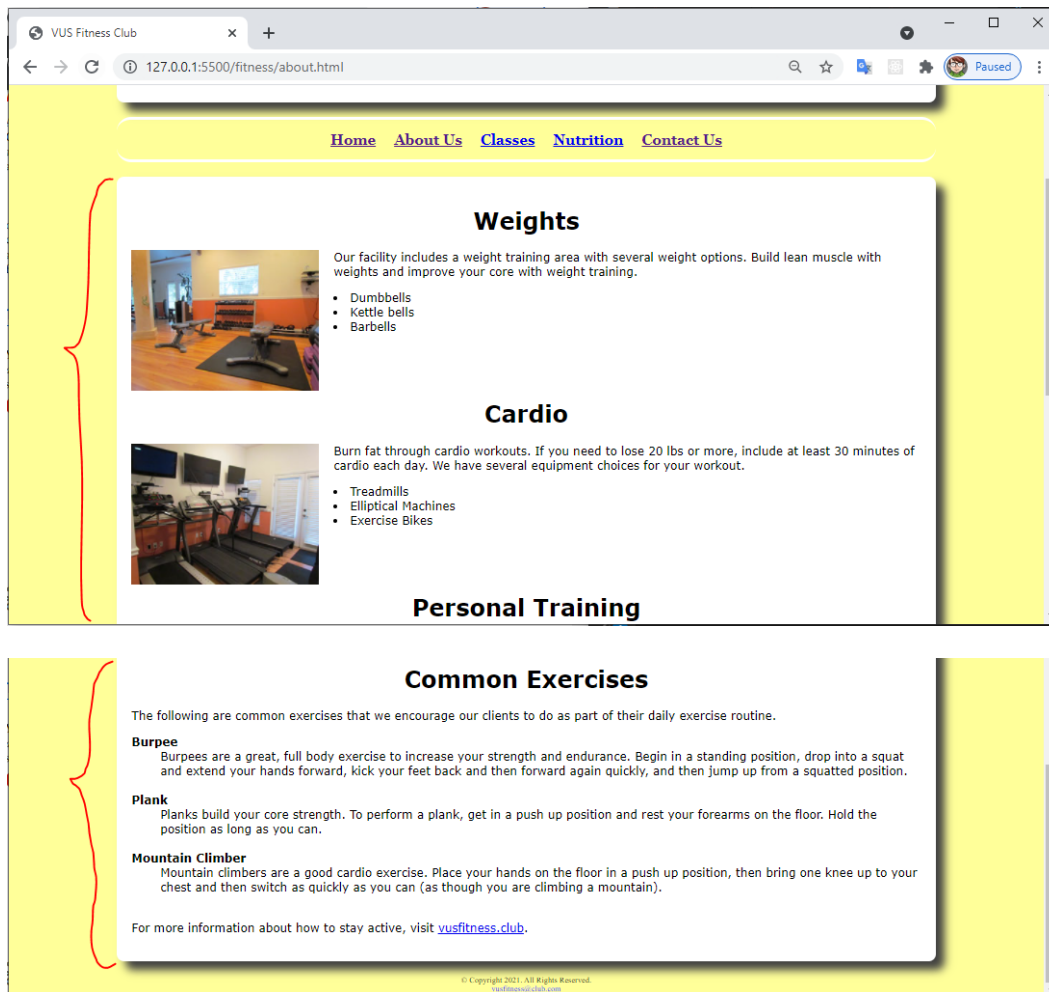 VUS Fitness Club
127.0.0.1:5500/fitness/about.html
Paused
Home About Us Classes Nutrition Contact Us
Weights
Our facility includes a weight training area with several weight options. Build lean muscle with
weights and improve your core with weight training.
• Dumbbells
• Kettle bells
• Barbells
Cardio
Burn fat through cardio workouts. If you need to lose 20 lbs or more, include at least 30 minutes of
cardio each day. We have several equipment choices for your workout.
• Treadmills
• Elliptical Machines
• Exercise Bikes
Personal Training
Common Exercises
The following are common exercises that we encourage our clients to do as part of their daily exercise routine.
Burpee
Burpees are a great, full body exercise to increase your strength and endurance. Begin in a standing position, drop into a squat
and extend your hands forward, kick your feet back and then forward again quickly, and then jump up from a squatted position.
Plank
Planks build your core strength. To perform a plank, get in a push up position and rest your forearms on the floor. Hold the
position as long as you can.
Mountain Climber
Mountain climbers are a good cardio exercise. Place your hands on the floor in a push up position, then bring one knee up to your
chest and then switch as quickly as you can (as though you are climbing a mountain).
For more information about how to stay active, visit vusfitness.club.
© Copyright 2021. All Rights Reserved.
vusfitness@club.com